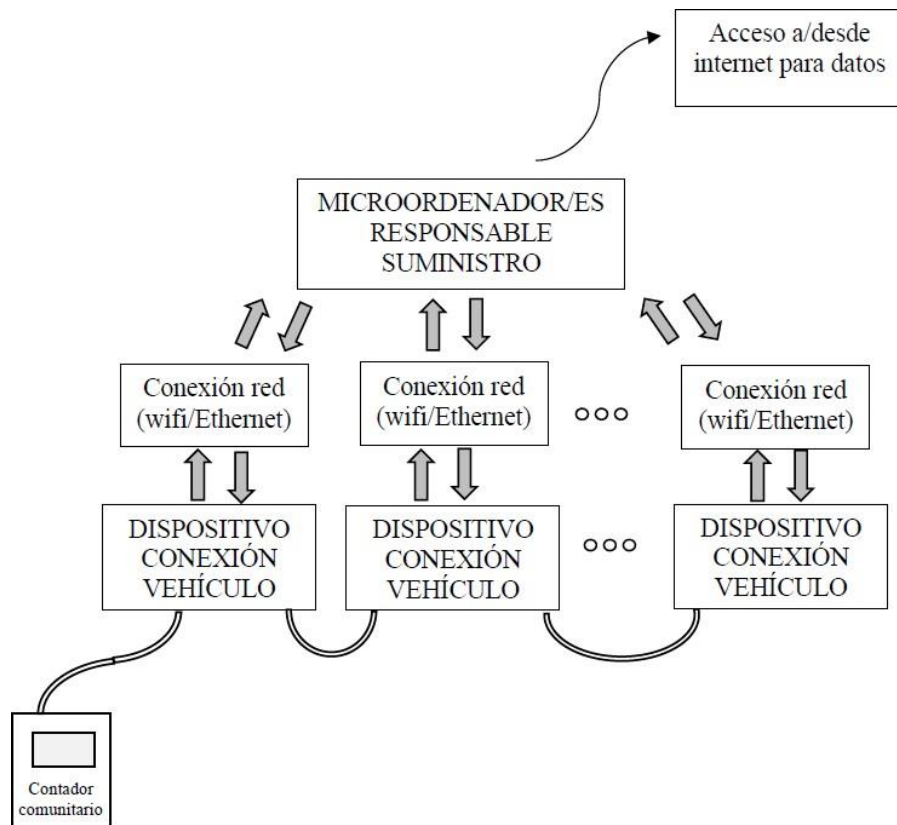 Acceso a/desde
internet para datos
MICROORDENADOR/ES
RESPONSABLE
SUMINISTRO
Conexión red
(wifi/Ethernet)
Conexión red
(wifi/Ethernet)
Conexión red
(wifi/Ethernet)
DISPOSITIVO
CONEXIÓN
VEHÍCULO
DISPOSITIVO
CONEXIÓN
VEHÍCULO
DISPOSITIVO
CONEXIÓN
VEHÍCULO
Contador
comunitario